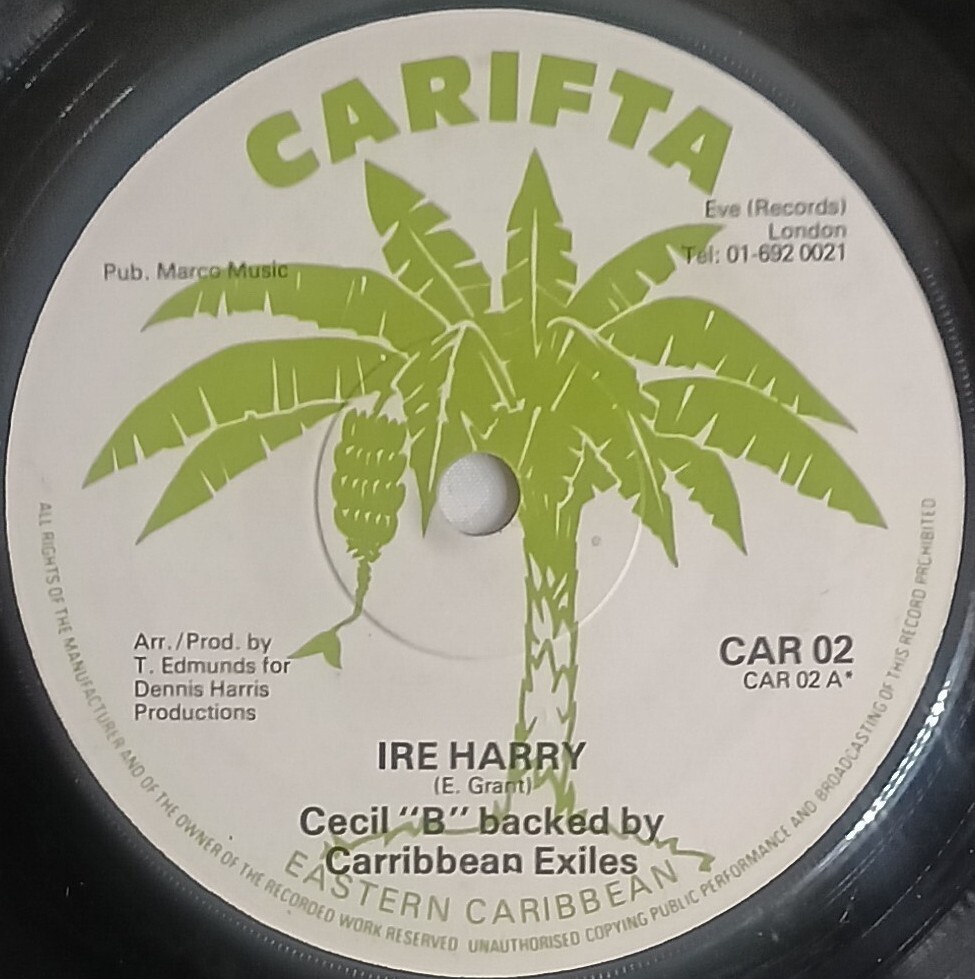 CARIFTA
Eve (Records)
London
Tel: 01-692 0021
Pub. Marco Music
Arr./Prod. by
T. Edmunds for
Dennis Harris
Productions
CAR 02
CAR 02 A*
IRE HARRY
(E. Grant)
Cecil "B" backed by
Carribbean Exiles
EASTERN CARIBBEAN
ALL RIGHTS OF THE MANUFACTURER AND OF THE OWNER OF THE RECORDED WORK RESERVED UNAUTHORISED COPYING PUBLIC PERFORMANCE AND BROADCASTING OF THIS RECORD PROHIBITED